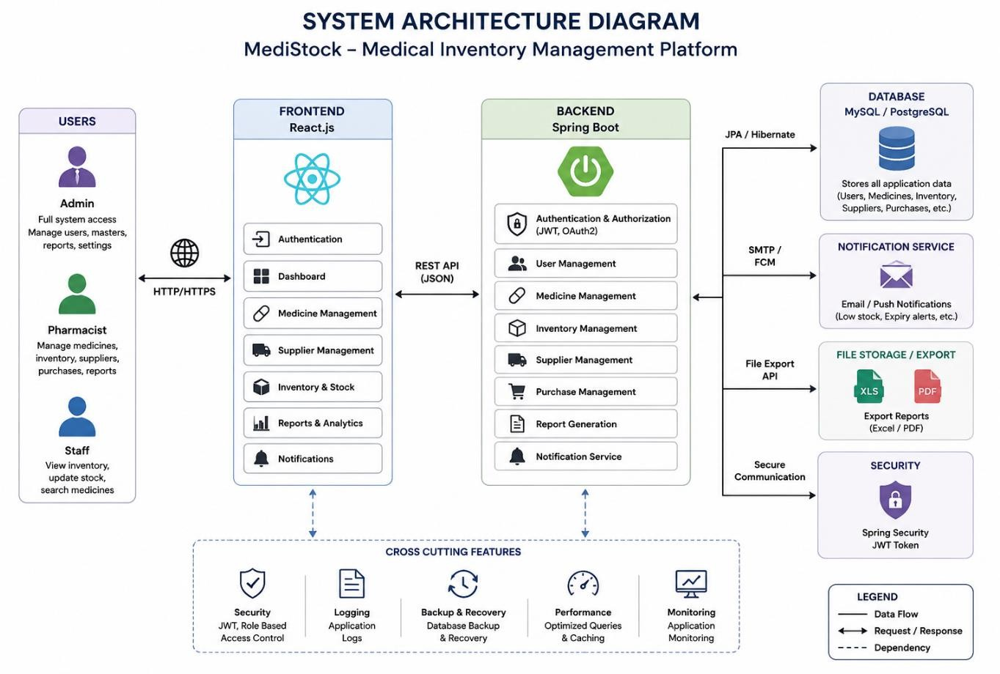 SYSTEM ARCHITECTURE DIAGRAM
MediStock – Medical Inventory Management Platform
USERS
Admin
Full system access
Manage users, masters,
reports, settings
Pharmacist
Manage medicines,
inventory, suppliers,
purchases, reports
Staff
View inventory,
update stock,
search medicines
HTTP/HTTPS
FRONTEND
React.js
Authentication
Dashboard
Medicine Management
Supplier Management
Inventory & Stock
Reports & Analytics
Notifications
REST API
(JSON)
BACKEND
Spring Boot
Authentication & Authorization
(JWT, OAuth2)
User Management
Medicine Management
Inventory Management
Supplier Management
Purchase Management
Report Generation
Notification Service
JPA / Hibernate
SMTP /
FCM
File Export
API
Secure
Communication
DATABASE
MySQL / PostgreSQL
Stores all application data
(Users, Medicines, Inventory,
Suppliers, Purchases, etc.)
NOTIFICATION SERVICE
Email / Push Notifications
(Low stock, Expiry alerts, etc.)
FILE STORAGE / EXPORT
XLS
PDF
Export Reports
(Excel / PDF)
SECURITY
Spring Security
JWT Token
CROSS CUTTING FEATURES
Security
JWT, Role Based
Access Control
Logging
Application
Logs
Backup & Recovery
Database Backup
& Recovery
Performance
Optimized Queries
& Caching
Monitoring
Application
Monitoring
LEGEND
Data Flow
Request / Response
Dependency